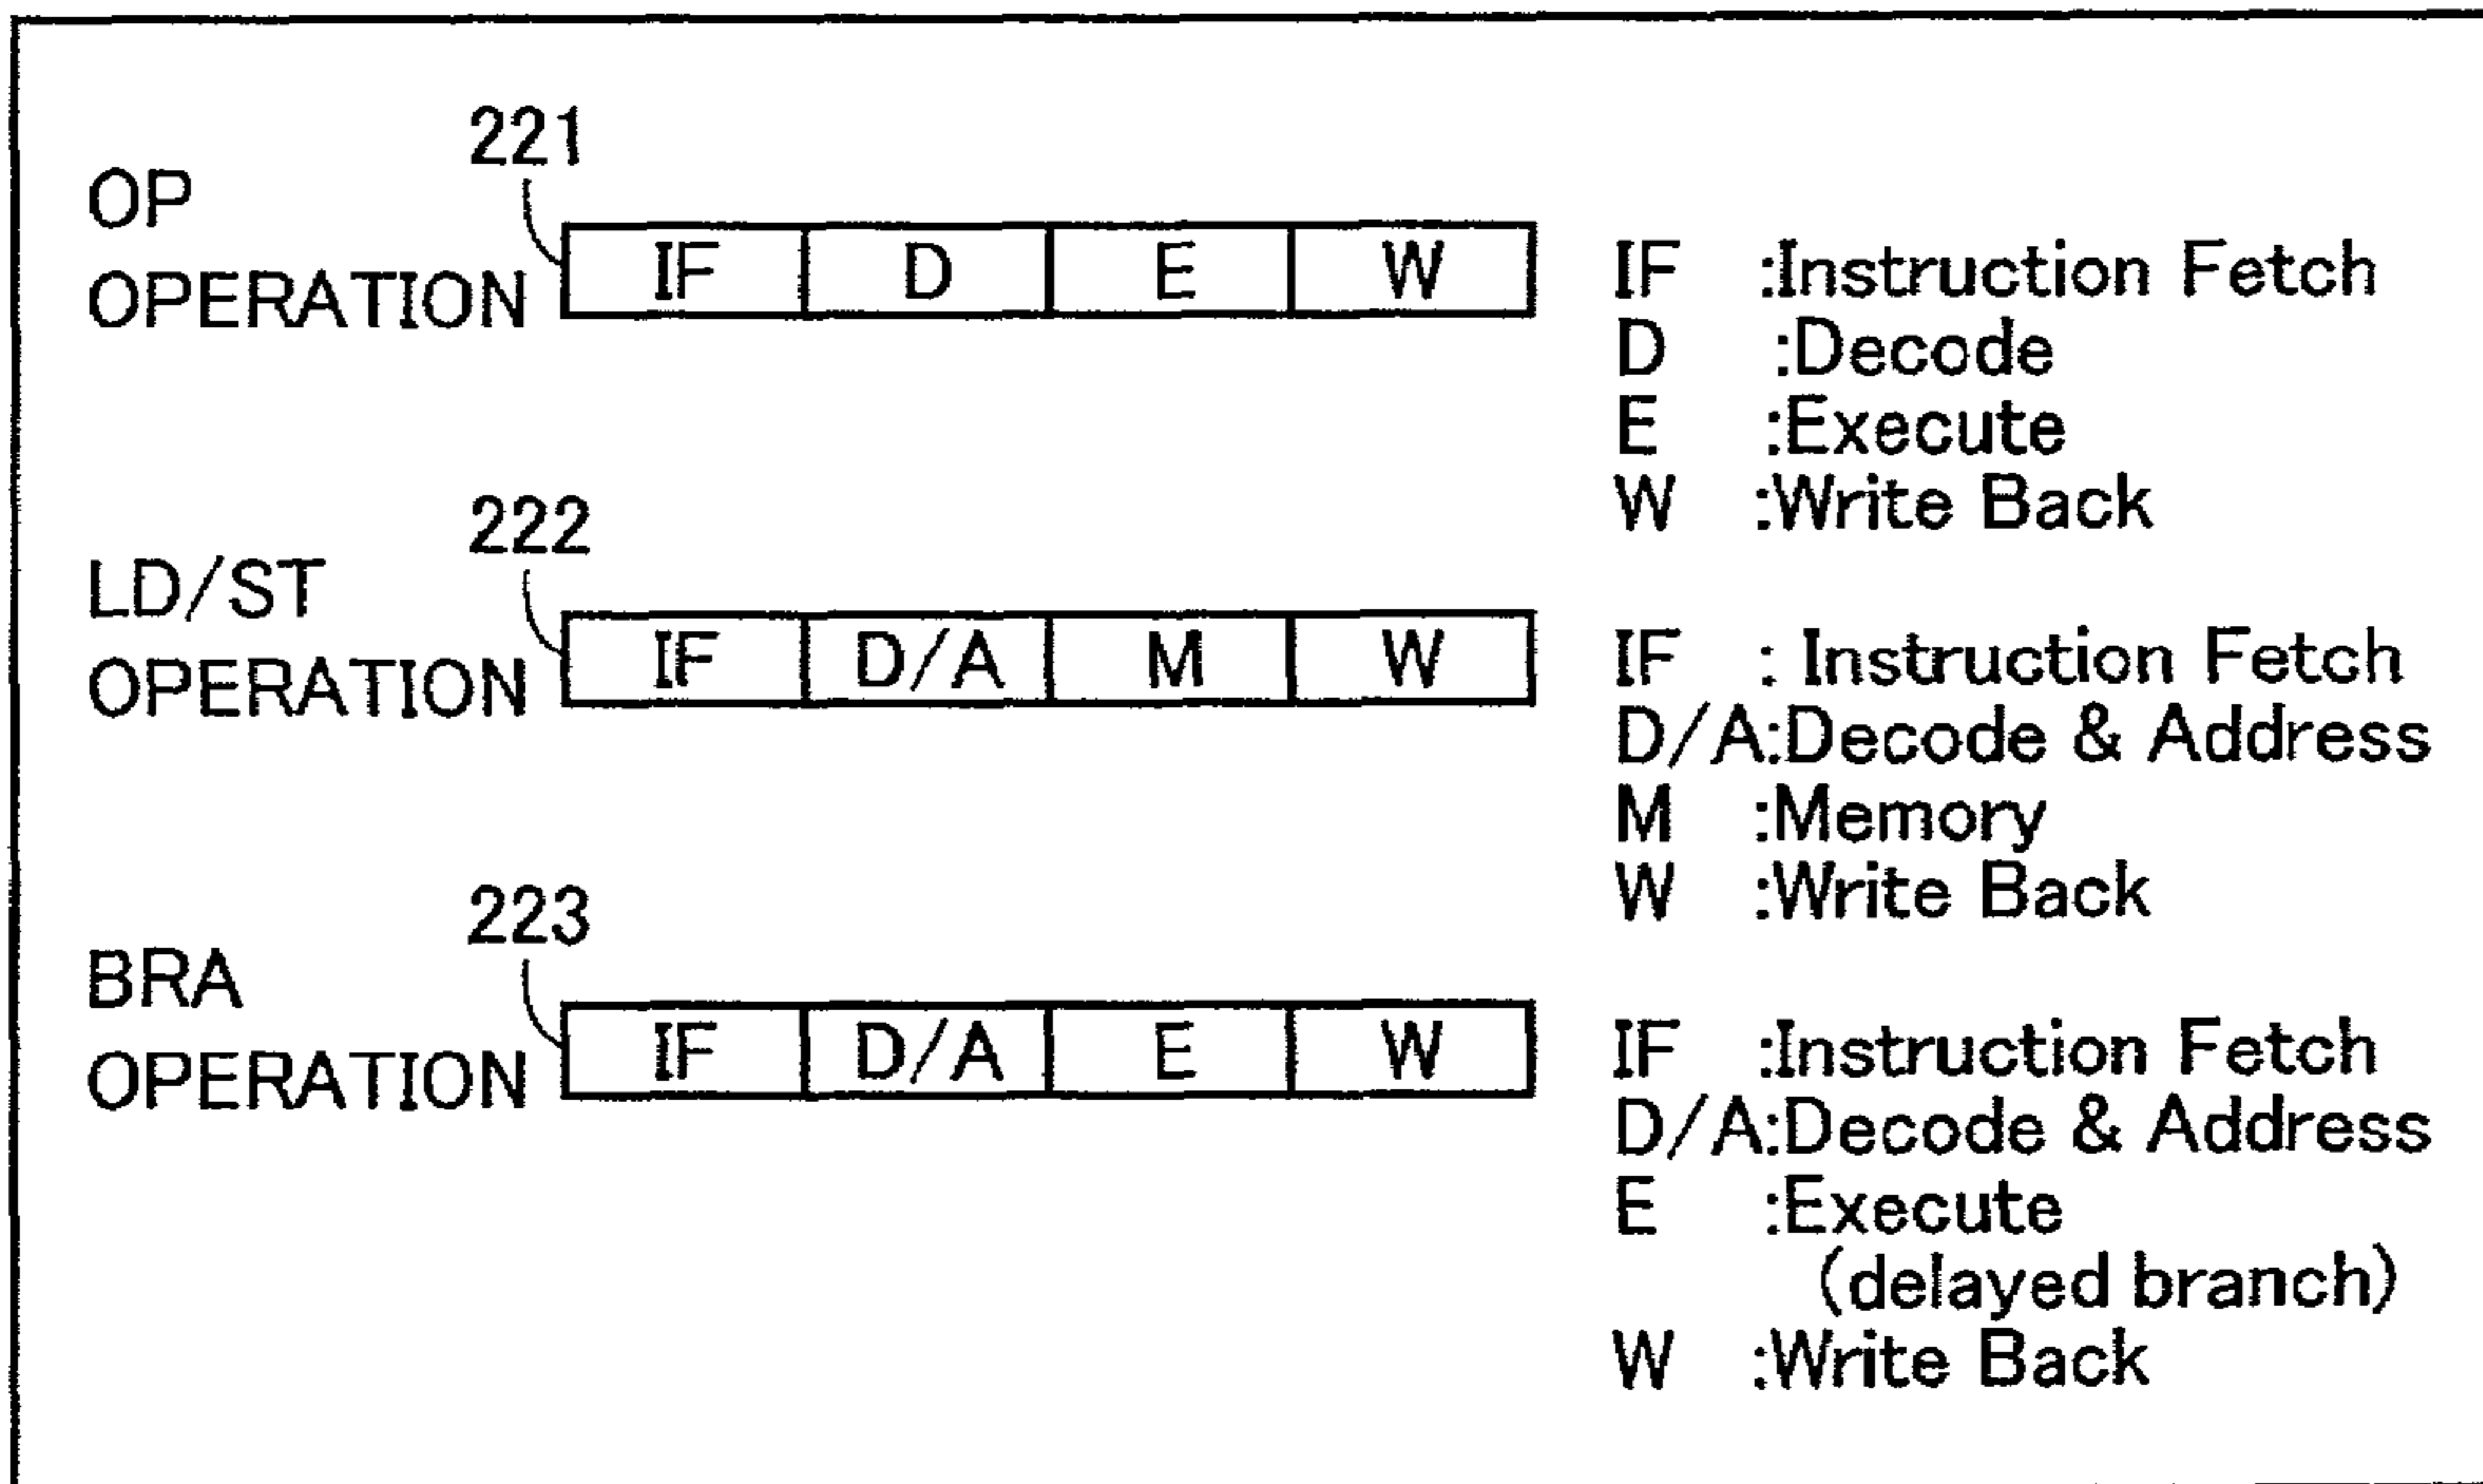 221
OP
OPERATION
IF D E W
IF :Instruction Fetch
D :Decode
E :Execute
W :Write Back
222
LD/ST
OPERATION
IF D/A M W
IF : Instruction Fetch
D/A:Decode & Address
M :Memory
W :Write Back
223
BRA
OPERATION
IF D/A E W
IF :Instruction Fetch
D/A:Decode & Address
E :Execute
(delayed branch)
W :Write Back